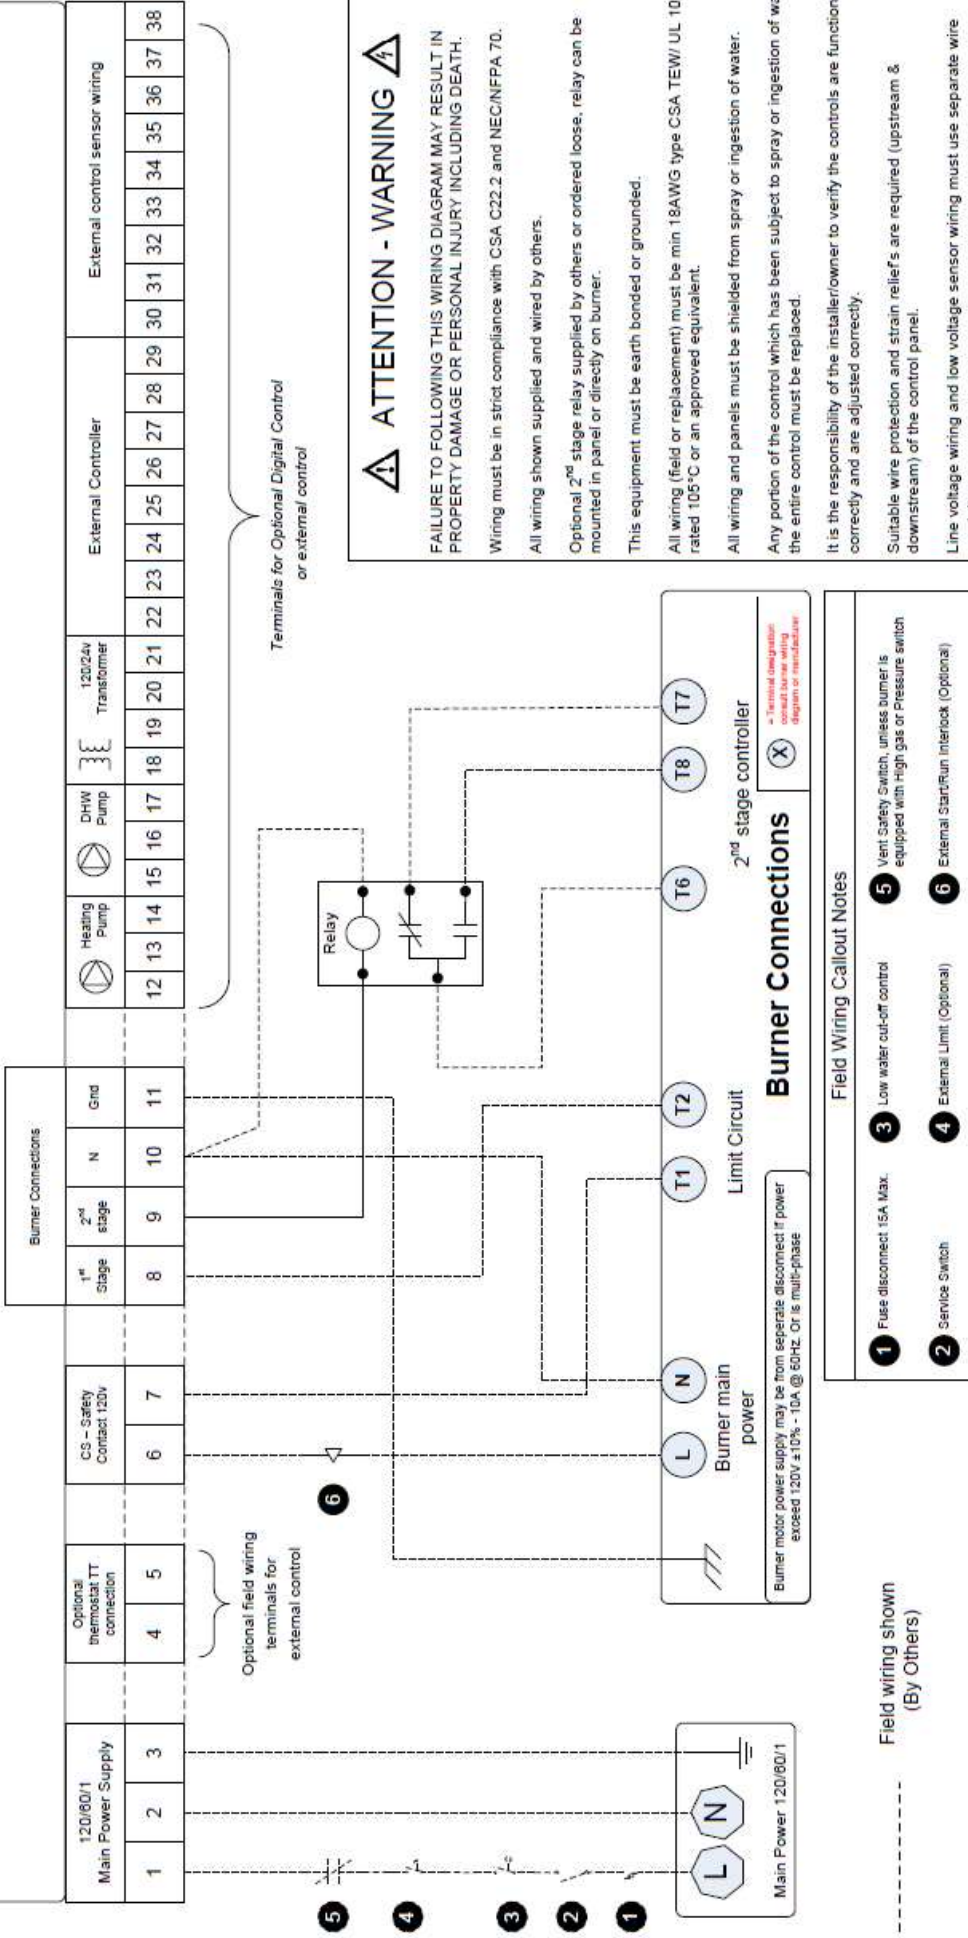 Burner Connections
120/60/1
Main Power Supply
Optional
thermostat TT
connection
CS – Safety
Contact 120v
1st
Stage
2nd
stage
N
Gnd
Heating
Pump
DHW
Pump
120/24v
Transformer
External Controller
External control sensor wiring
1 2 3 4 5 6 7 8 9 10 11 12 13 14 15 16 17 18 19 20 21 22 23 24 25 26 27 28 29 30 31 32 33 34 35 36 37 38
Optional field wiring
terminals for
external control
Terminals for Optional Digital Control
or external control
Relay
5
4
3
2
1
6
L
N
Main Power 120/60/1
L
N
T1
T2
T6
T8
T7
Burner main
power
Limit Circuit
2nd stage controller
Burner motor power supply may be from seperate disconnect if power
exceed 120V ±10% - 10A @ 60Hz. Or is multi-phase
Burner Connections
X
= Terminal designation
consult burner wiring
diagram or manufacturer
Field wiring shown
(By Others)
Field Wiring Callout Notes
1 Fuse disconnect 15A Max.
2 Service Switch
3 Low water cut-off control
4 External Limit (Optional)
5 Vent Safety Switch, unless burner is
equipped with High gas or Pressure switch
6 External Start/Run Interlock (Optional)
ATTENTION - WARNING
FAILURE TO FOLLOWING THIS WIRING DIAGRAM MAY RESULT IN
PROPERTY DAMAGE OR PERSONAL INJURY INCLUDING DEATH.
Wiring must be in strict compliance with CSA C22.2 and NEC/NFPA 70.
All wiring shown supplied and wired by others.
Optional 2nd stage relay supplied by others or ordered loose, relay can be
mounted in panel or directly on burner.
This equipment must be earth bonded or grounded.
All wiring (field or replacement) must be min 18AWG type CSA TEW/ UL 10
rated 105°C or an approved equivalent.
All wiring and panels must be shielded from spray or ingestion of water.
Any portion of the control which has been subject to spray or ingestion of wa
the entire control must be replaced.
It is the responsibility of the installer/owner to verify the controls are function
correctly and are adjusted correctly.
Suitable wire protection and strain relief's are required (upstream &
downstream) of the control panel.
Line voltage wiring and low voltage sensor wiring must use separate wire